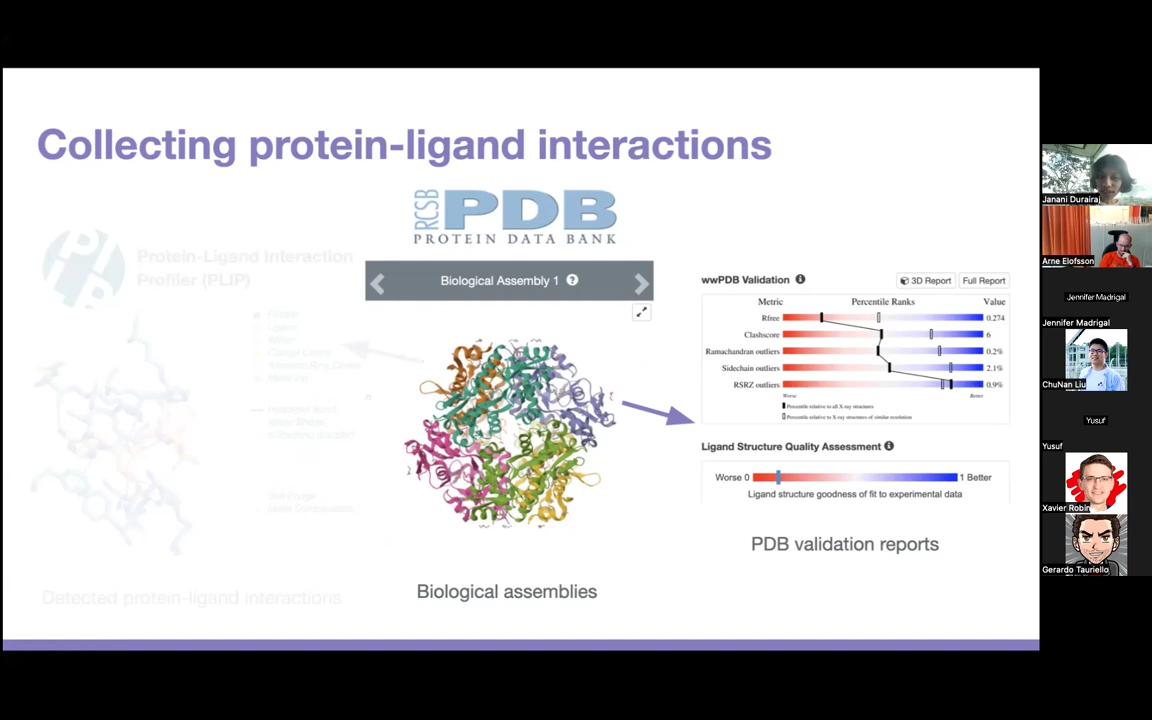 Collecting protein-ligand interactions
Protein-Ligand Interaction
Profiler (PLIP)
Detected protein-ligand interactions
RCSB
PDB
PROTEIN DATA BANK
Biological Assembly 1
Biological assemblies
wwPDB Validation
3D Report
Full Report
Metric Percentile Ranks Value
Rfree 0.274
Clashscore 6
Ramachandran outliers 0.2%
Sidechain outliers 2.1%
RSRZ outliers 0.9%
Worse Better
Percentile relative to all X-ray structures
Percentile relative to X-ray structures of similar resolution
Ligand Structure Quality Assessment
Worse 0 1 Better
Ligand structure goodness of fit to experimental data
PDB validation reports
Janani Durairaj
Arne Elofsson
Jennifer Madrigal
Jennifer Madrigal
ChuNan Liu
Yusuf
Yusuf
Xavier Robin
Gerardo Tauriello